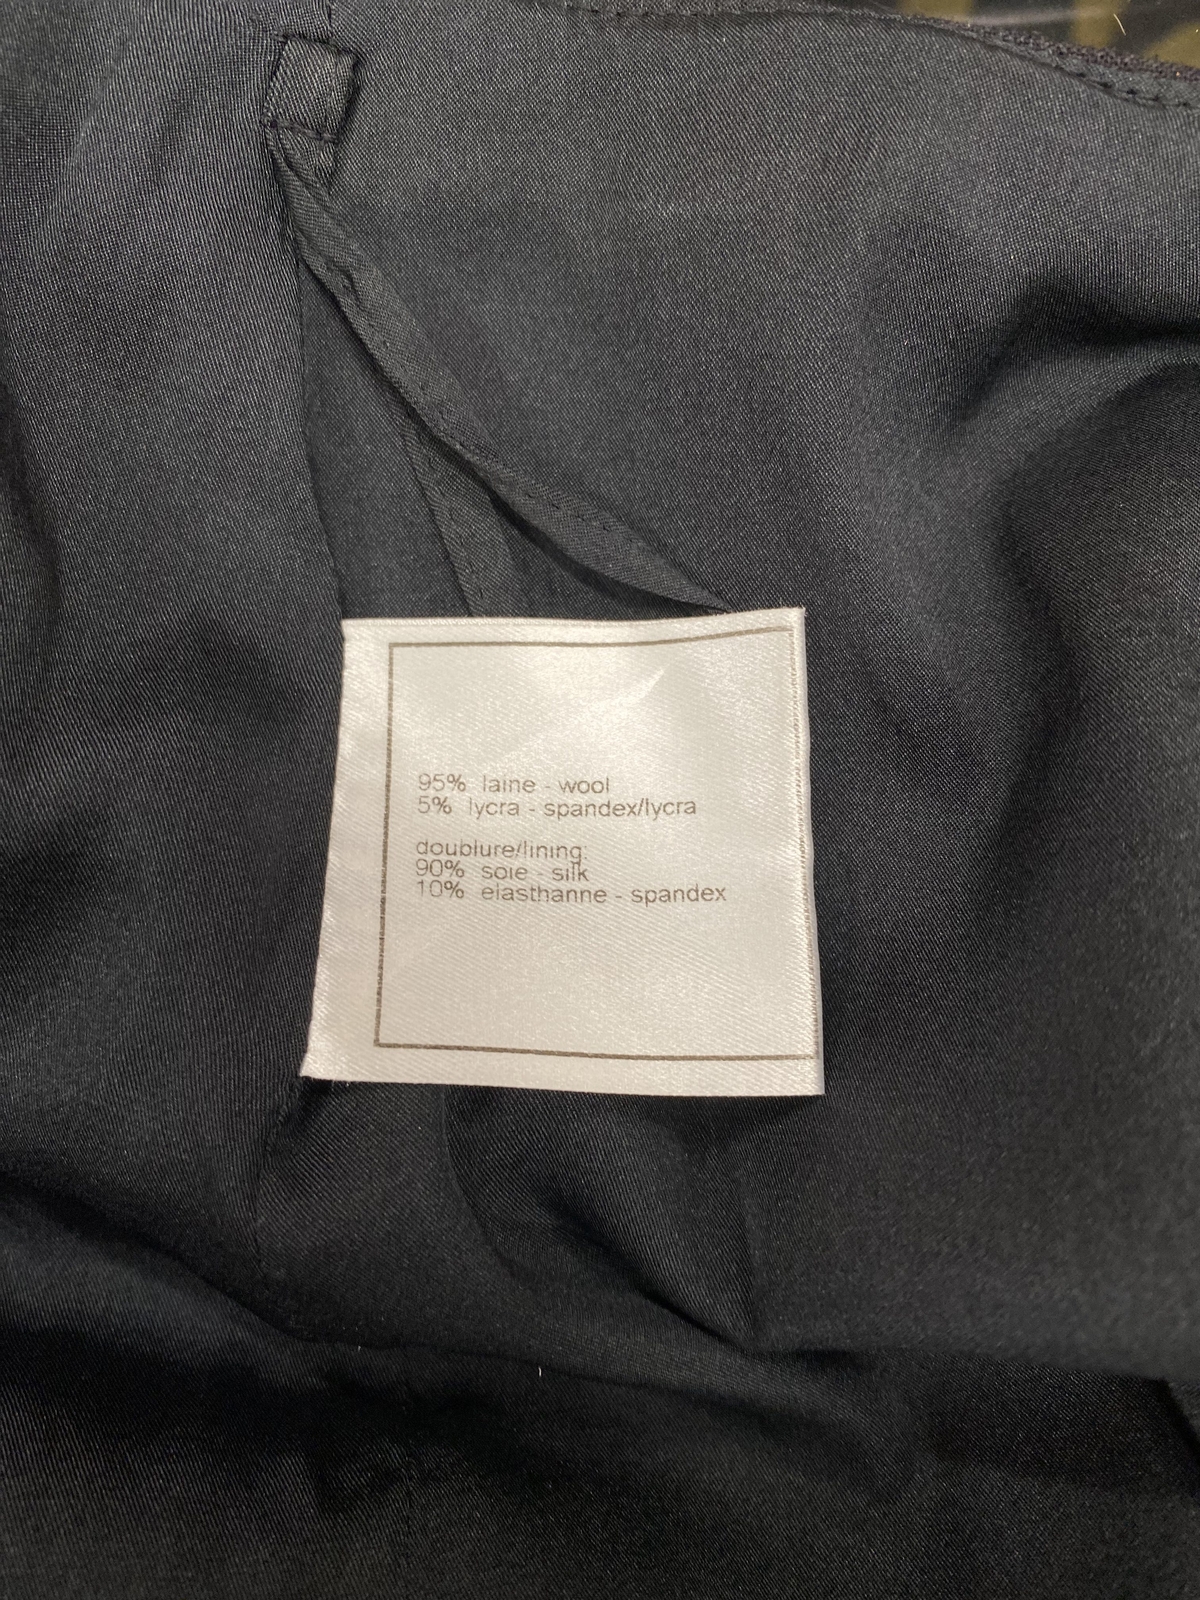 95% laine - wool
5% lycra - spandex/lycra
doublure/lining:
90% soie - silk
10% elasthanne - spandex